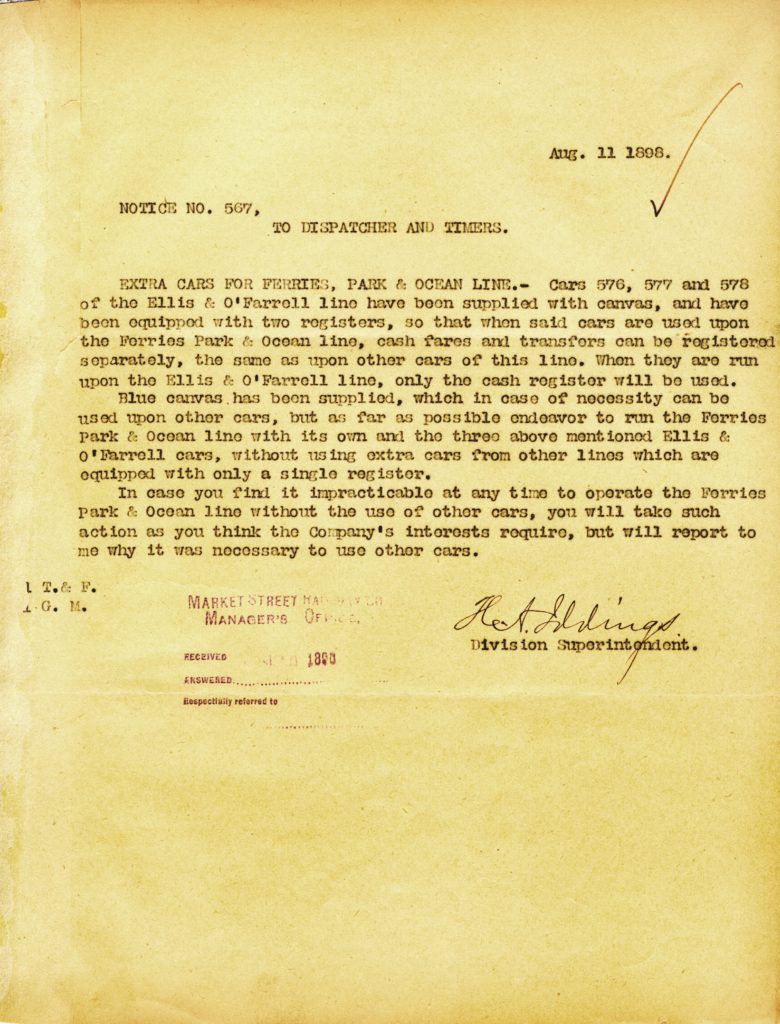 Aug. 11 1898.
NOTICE NO. 567,
TO DISPATCHER AND TIMERS.
EXTRA CARS FOR FERRIES, PARK & OCEAN LINE.- Cars 576, 577 and 578
of the Ellis & O'Farrell line have been supplied with canvas, and have
been equipped with two registers, so that when said cars are used upon
the Ferries Park & Ocean line, cash fares and transfers can be registered
separately, the same as upon other cars of this line. When they are run
upon the Ellis & O'Farrell line, only the cash register will be used.
Blue canvas has been supplied, which in case of necessity can be
used upon other cars, but as far as possible endeavor to run the Ferries
Park & Ocean line with its own and the three above mentioned Ellis &
O'Farrell cars, without using extra cars from other lines which are
equipped with only a single register.
In case you find it impracticable at any time to operate the Ferries
Park & Ocean line without the use of other cars, you will take such
action as you think the Company's interests require, but will report to
me why it was necessary to use other cars.
1 T.& F.
1 G. M.
MARKET STREET RAILWAY CO
MANAGER'S OFFICE,
H.A. Iddings
Division Superintendent.
RECEIVED
ANSWERED
Respectfully referred to